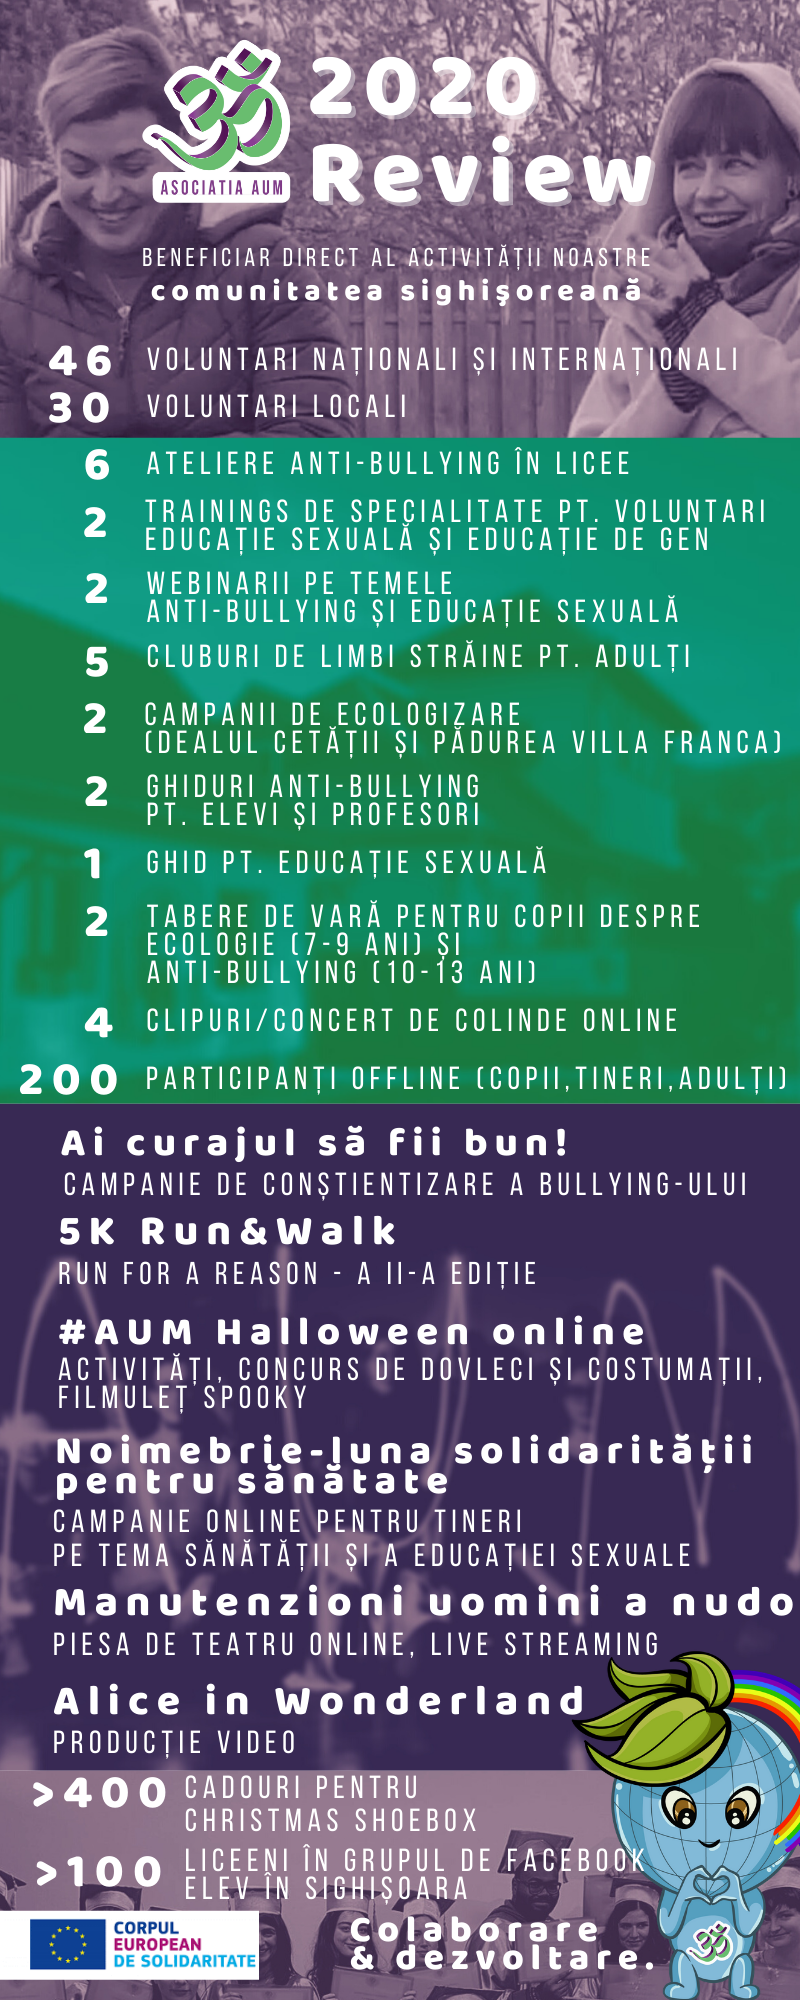 2020
Review
ASOCIATIA AUM
BENEFICIAR DIRECT AL ACTIVITĂȚII NOASTRE
comunitatea sighişoreană
46 VOLUNTARI NAȚIONALI ȘI INTERNAȚIONALI
30 VOLUNTARI LOCALI
6 ATELIERE ANTI-BULLYING ÎN LICEE
2 TRAININGS DE SPECIALITATE PT. VOLUNTARI
EDUCAȚIE SEXUALĂ ȘI EDUCAȚIE DE GEN
2 WEBINARII PE TEMELE
ANTI-BULLYING ȘI EDUCAȚIE SEXUALĂ
5 CLUBURI DE LIMBI STRĂINE PT. ADULȚI
2 CAMPANII DE ECOLOGIZARE
(DEALUL CETĂȚII ȘI PĂDUREA VILLA FRANCA)
2 GHIDURI ANTI-BULLYING
PT. ELEVI ȘI PROFESORI
1 GHID PT. EDUCAȚIE SEXUALĂ
2 TABERE DE VARĂ PENTRU COPII DESPRE
ECOLOGIE (7-9 ANI) ȘI
ANTI-BULLYING (10-13 ANI)
4 CLIPURI/CONCERT DE COLINDE ONLINE
200 PARTICIPANȚI OFFLINE (COPII,TINERI,ADULȚI)
Ai curajul să fii bun!
CAMPANIE DE CONȘTIENTIZARE A BULLYING-ULUI
5K Run&Walk
RUN FOR A REASON - A II-A EDIȚIE
#AUM Halloween online
ACTIVITĂȚI, CONCURS DE DOVLECI ȘI COSTUMAȚII,
FILMULEȚ SPOOKY
Noimebrie-luna solidarității
pentru sănătate
CAMPANIE ONLINE PENTRU TINERI
PE TEMA SĂNĂTĂȚII ȘI A EDUCAȚIEI SEXUALE
Manutenzioni uomini a nudo
PIESA DE TEATRU ONLINE, LIVE STREAMING
Alice in Wonderland
PRODUCȚIE VIDEO
>400 CADOURI PENTRU
CHRISTMAS SHOEBOX
>100 LICEENI ÎN GRUPUL DE FACEBOOK
ELEV ÎN SIGHIȘOARA
CORPUL
EUROPEAN
DE SOLIDARITATE
Colaborare
& dezvoltare.